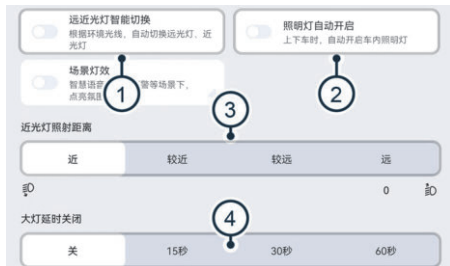 远近光灯智能切换
根据环境光线，自动切换远光灯、近
光灯
照明灯自动开启
上下车时，自动开启车内照明灯
场景灯效
智慧语音 警等场景下，
点亮氛围
1
2
3
近光灯照射距离
近 较近 较远 远
0
大灯延时关闭
4
关 15秒 30秒 60秒